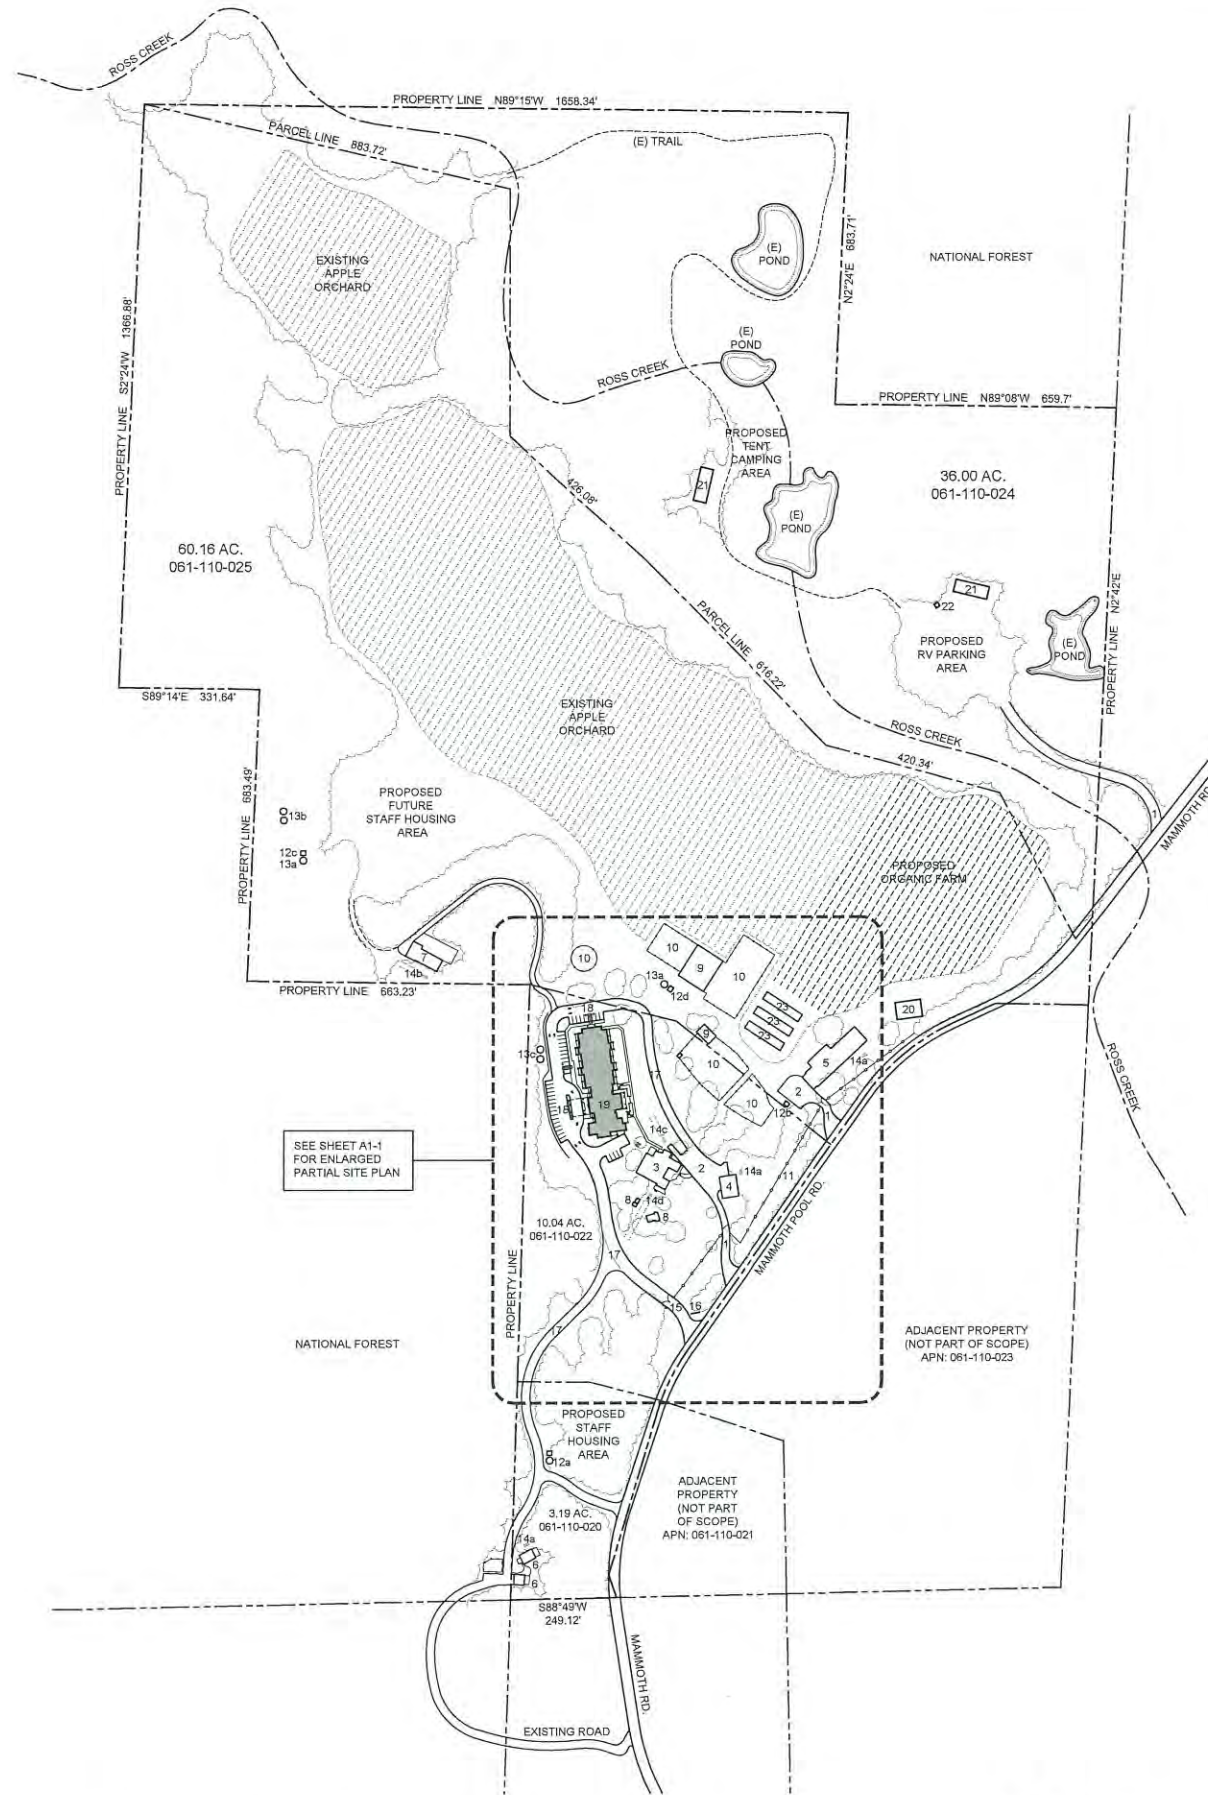 ROSS CREEK
PROPERTY LINE N89°15'W 1658.34'
PARCEL LINE 883.72'
(E) TRAIL
N2°24'E 683.71'
NATIONAL FOREST
(E)
POND
EXISTING
APPLE
ORCHARD
PROPERTY LINE S2°24'W 1366.88'
(E)
POND
ROSS CREEK
PROPERTY LINE N89°08'W 659.7'
PROPOSED
TENT
CAMPING
AREA
21
36.00 AC.
061-110-024
426.08'
(E)
POND
60.16 AC.
061-110-025
21
22
PROPERTY LINE N2°42'E
PROPOSED
RV PARKING
AREA
(E)
POND
PARCEL LINE 616.22'
S89°14'E 331.64'
EXISTING
APPLE
ORCHARD
ROSS CREEK
420.34'
PROPERTY LINE 683.49'
13b
PROPOSED
FUTURE
STAFF HOUSING
AREA
1
MAMMOTH RD.
12c
13a
PROPOSED
ORGANIC FARM
7
14b
10
10
9
10
13a
12d
PROPERTY LINE 663.23'
18
23
23
23
20
13c
9
10
5
14a
17
2
10
12b
1
18
19
14c
ROSS CREEK
SEE SHEET A1-1
FOR ENLARGED
PARTIAL SITE PLAN
3
2
14a
4
11
8
14d
8
MAMMOTH POOL RD.
10.04 AC.
061-110-022
1
17
PROPERTY LINE
15
16
17
NATIONAL FOREST
ADJACENT PROPERTY
(NOT PART OF SCOPE)
APN: 061-110-023
PROPOSED
STAFF
HOUSING
AREA
12a
ADJACENT
PROPERTY
(NOT PART
OF SCOPE)
APN: 061-110-021
3.19 AC.
061-110-020
14a
6
6
S88°49'W
249.12'
MAMMOTH RD.
EXISTING ROAD